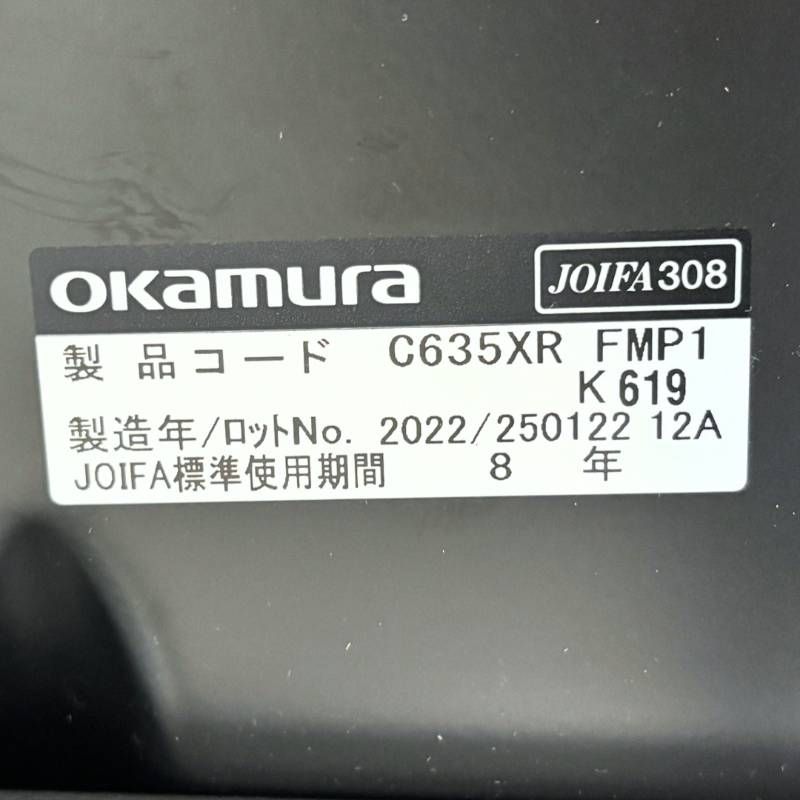 okamura
JOIFA308
製品コード C635XR FMP1
K 619
製造年/ロットNo. 2022/250122 12A
JOIFA標準使用期間 8 年